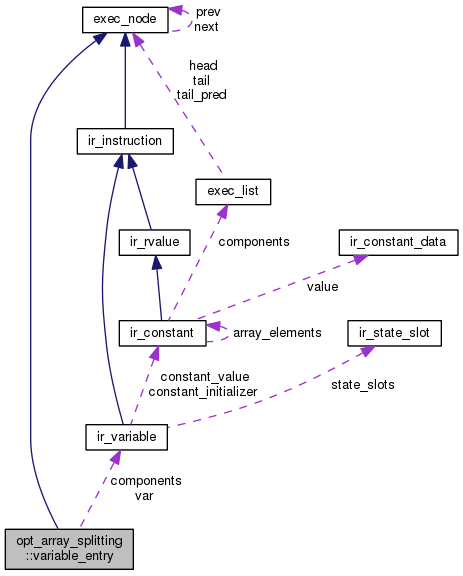 exec_node
prev
next
head
tail
tail_pred
ir_instruction
exec_list
ir_rvalue
components
ir_constant_data
value
ir_constant
array_elements
ir_state_slot
constant_value
constant_initializer
state_slots
ir_variable
components
var
opt_array_splitting
::variable_entry